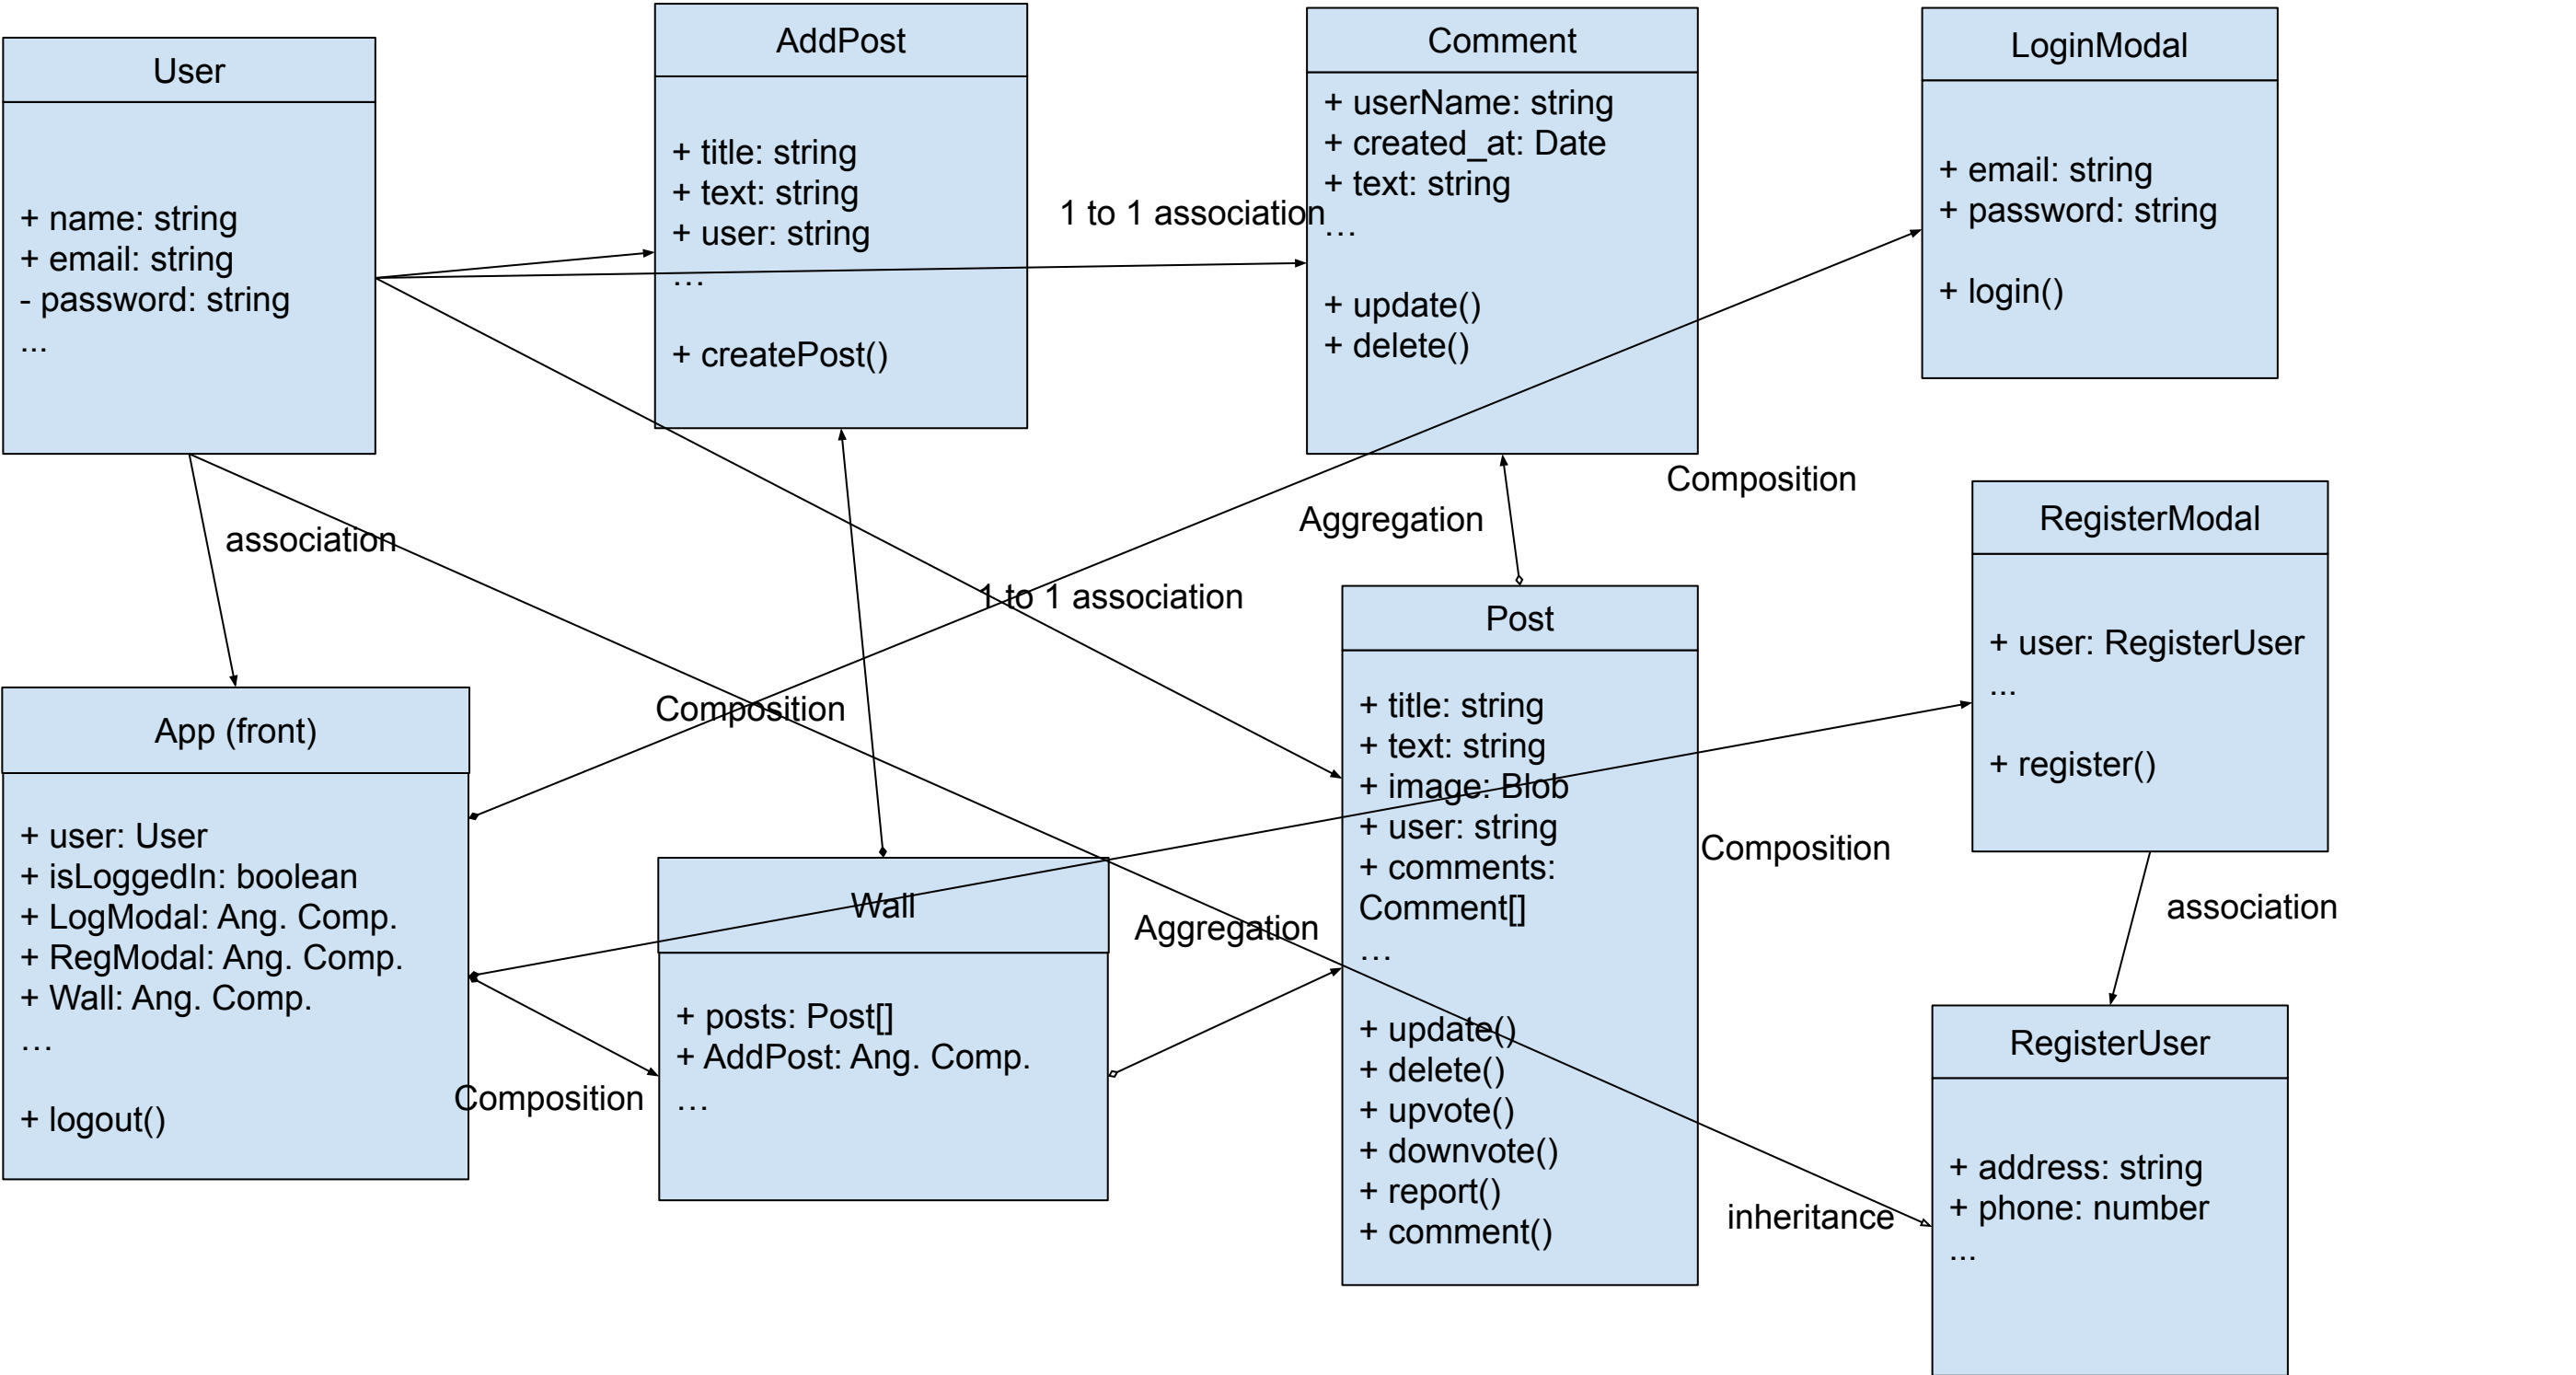 User
+ name: string
+ email: string
- password: string
...
AddPost
+ title: string
+ text: string
+ user: string
...
+ createPost()
1 to 1 association
Comment
+ userName: string
+ created_at: Date
+ text: string
...
+ update()
+ delete()
LoginModal
+ email: string
+ password: string
+ login()
association
1 to 1 association
Aggregation
Composition
Composition
App (front)
+ user: User
+ isLoggedIn: boolean
+ LogModal: Ang. Comp.
+ RegModal: Ang. Comp.
+ Wall: Ang. Comp.
...
+ logout()
Composition
Wall
+ posts: Post[]
+ AddPost: Ang. Comp.
...
Aggregation
Post
+ title: string
+ text: string
+ image: Blob
+ user: string
+ comments:
Comment[]
...
+ update()
+ delete()
+ upvote()
+ downvote()
+ report()
+ comment()
Composition
RegisterModal
+ user: RegisterUser
...
+ register()
association
inheritance
RegisterUser
+ address: string
+ phone: number
...